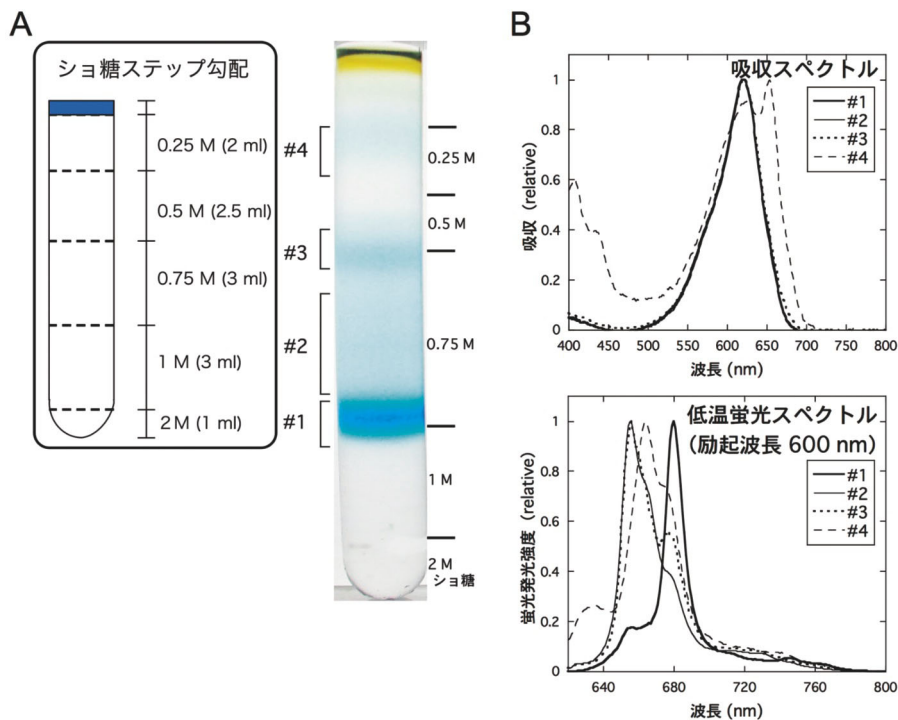 A
ショ糖ステップ勾配
0.25 M (2 ml)
0.5 M (2.5 ml)
0.75 M (3 ml)
1 M (3 ml)
2M (1 ml)
#4
#3
#2
#1
0.25 M
0.5 M
0.75 M
1 M
2 M
ショ糖
B
吸収スペクトル
#1
#2
#3
#4
吸収 (relative)
1
0.8
0.6
0.4
0.2
0
400 450 500 550 600 650 700 750 800
波長 (nm)
低温蛍光スペクトル
(励起波長 600 nm)
#1
#2
#3
#4
蛍光発光強度 (relative)
1
0.8
0.6
0.4
0.2
0
640 680 720 760 800
波長 (nm)